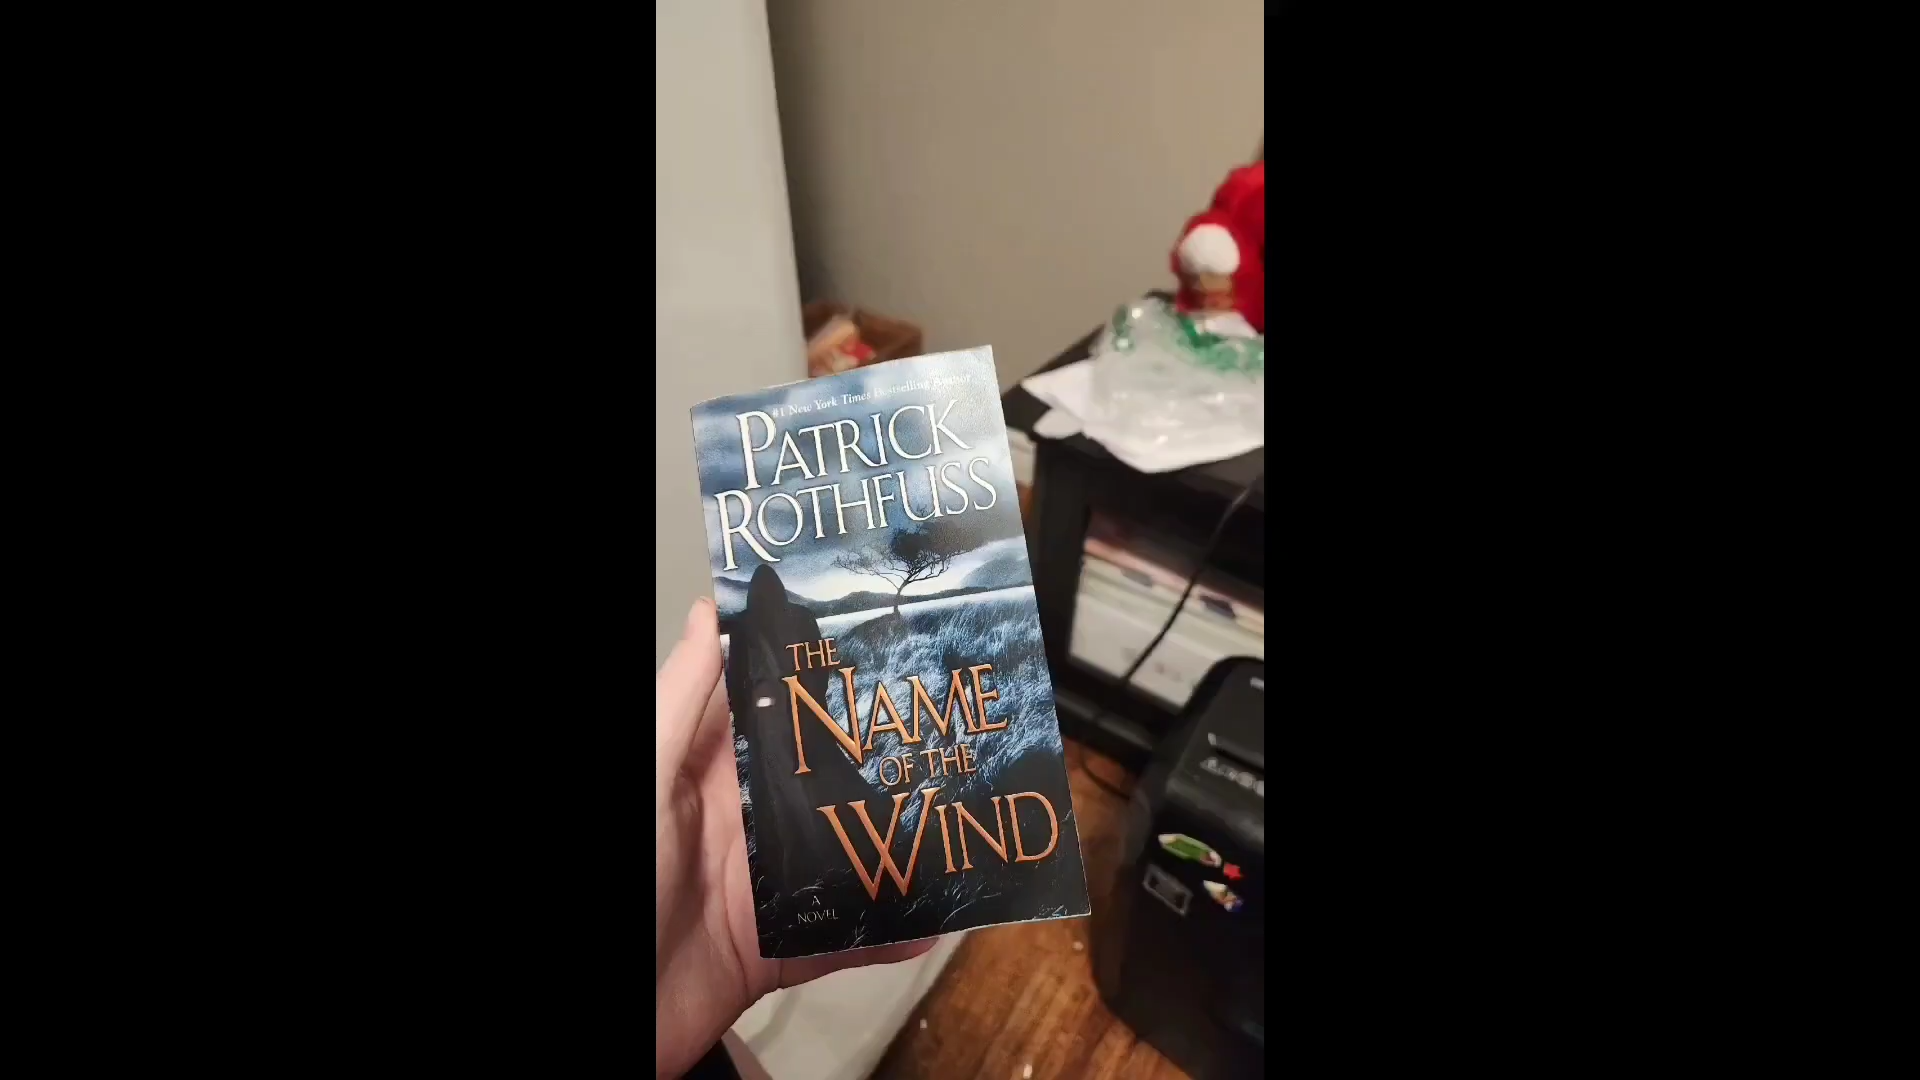 #1 New York Times Bestselling Author
PATRICK
ROTHFUSS
THE
NAME
OF THE
WIND
A
NOVEL